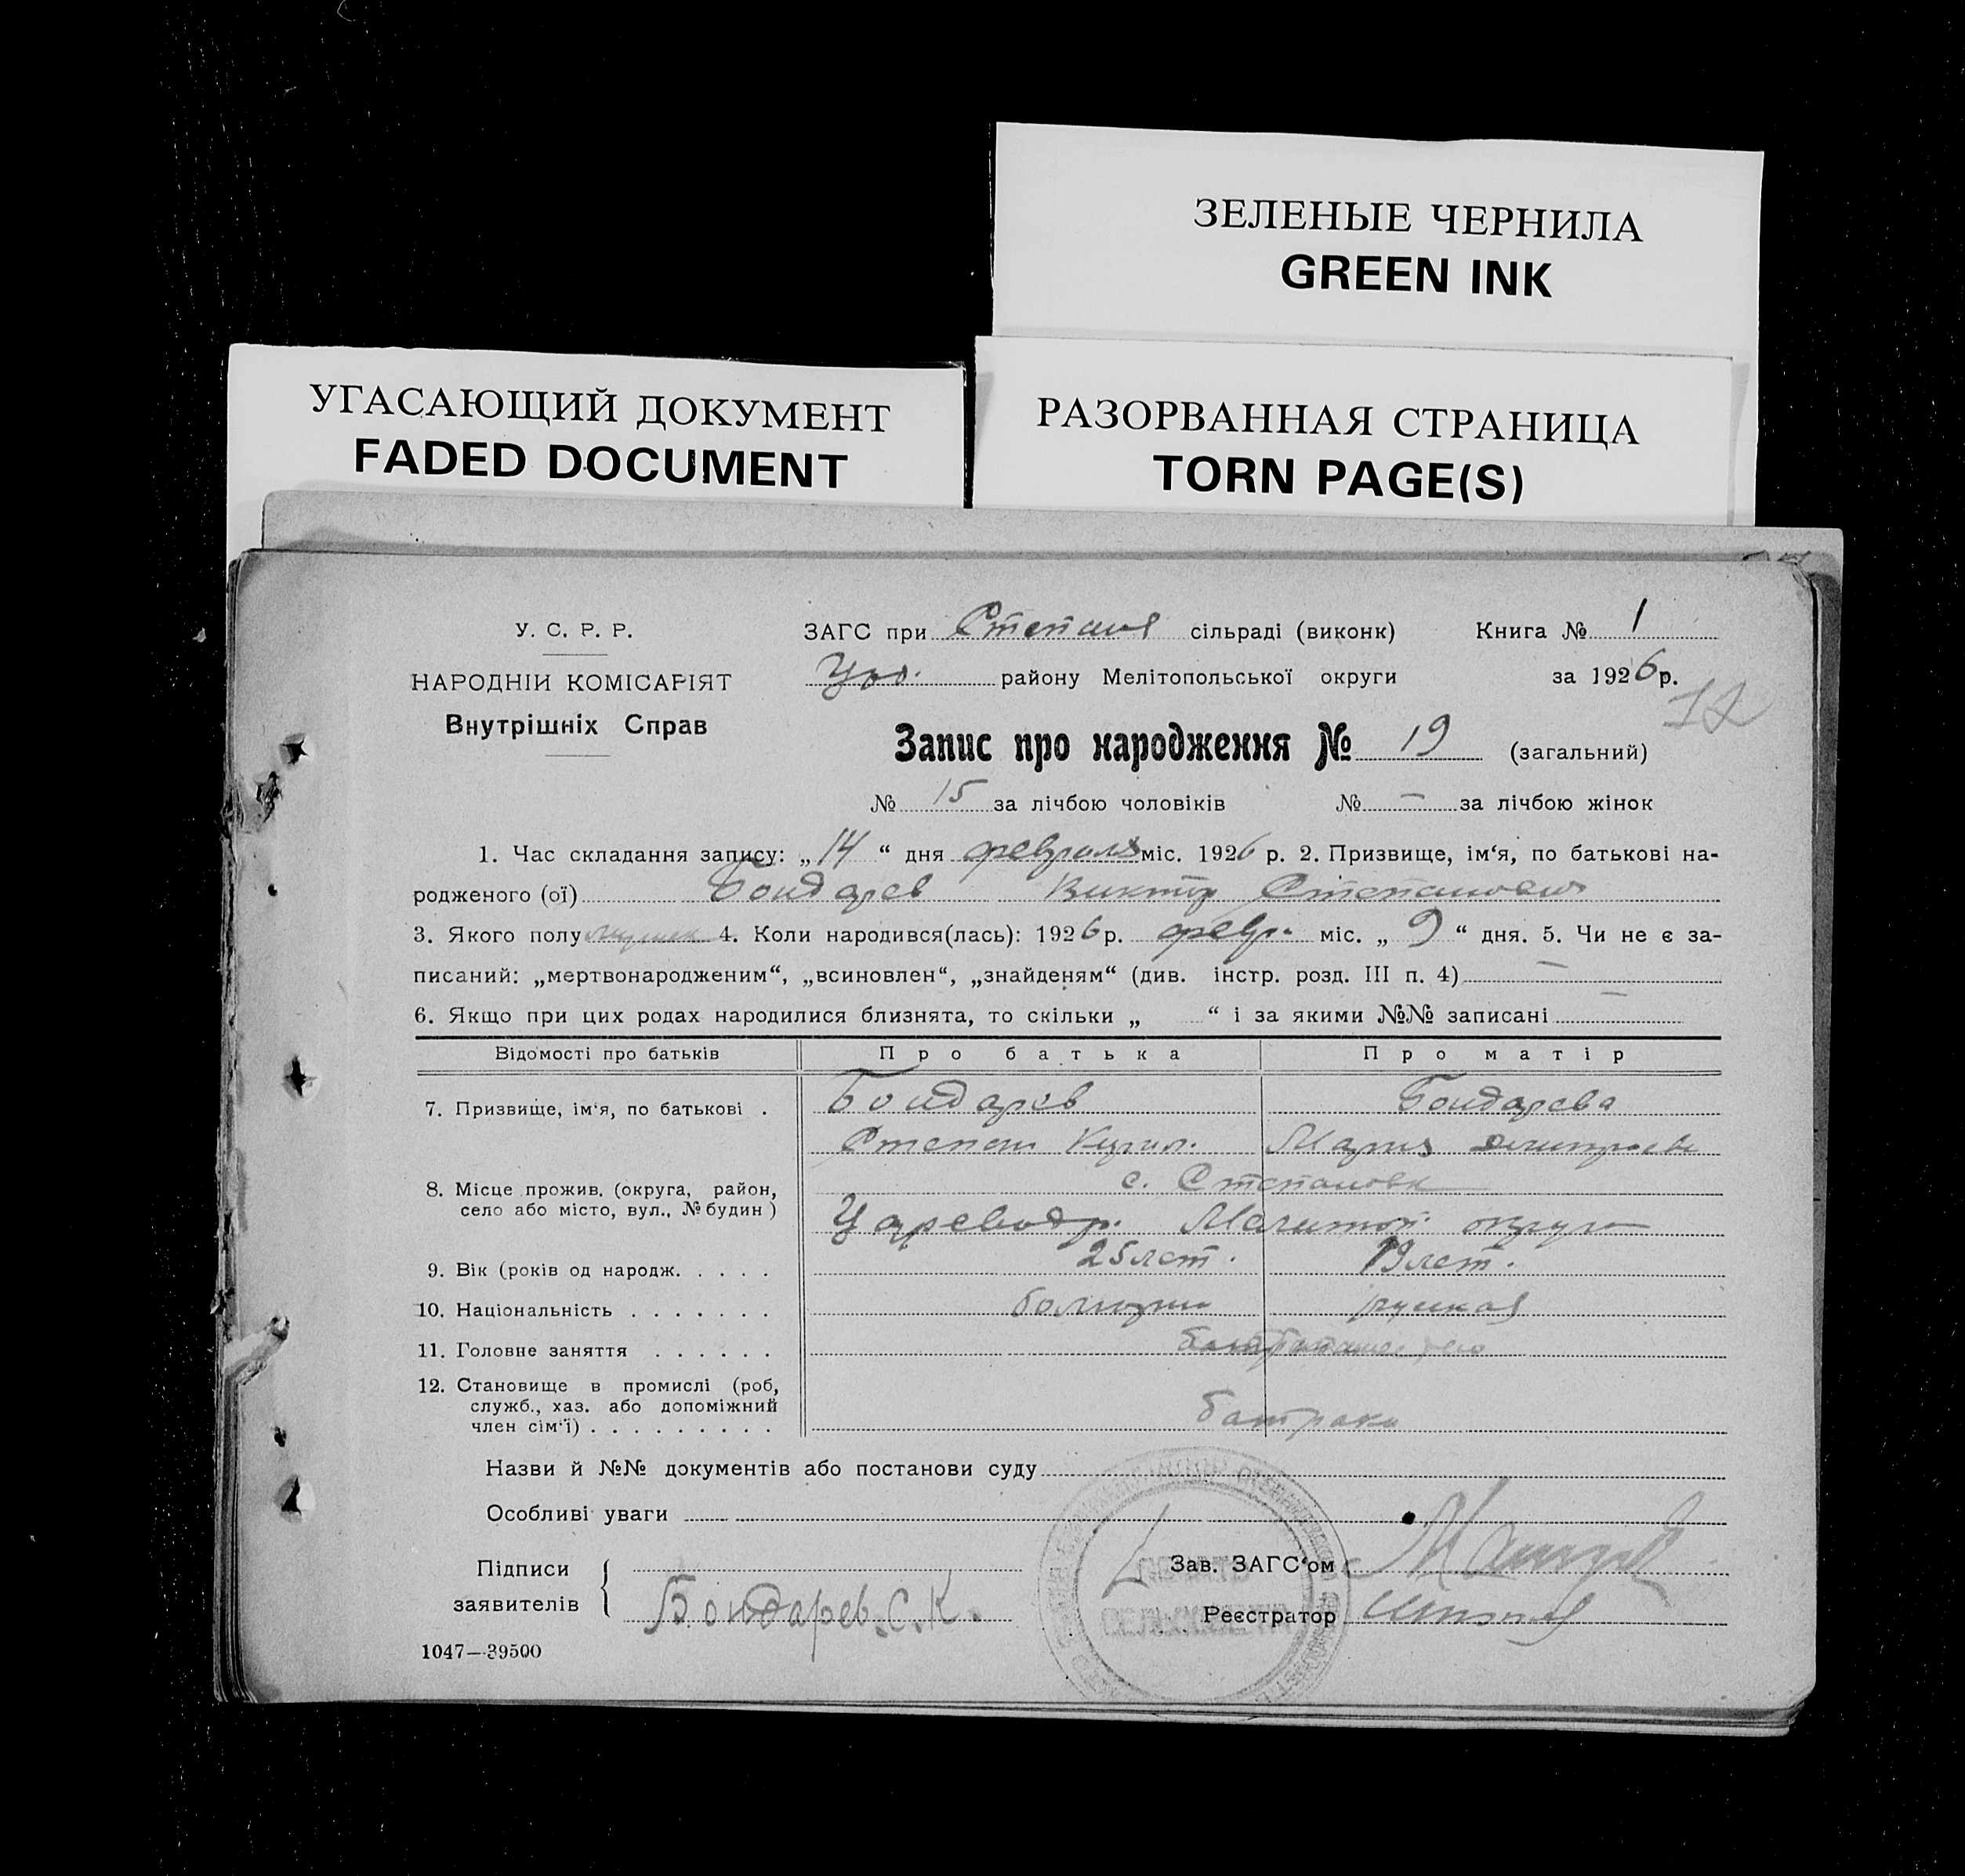 ЗЕЛЕНЫЕ ЧЕРНИЛА
GREEN INK
УГАСАЮЩИЙ ДОКУМЕНТ
FADED DOCUMENT
РАЗОРВАННАЯ СТРАНИЦА
TORN PAGE(S)
У. С. Р. Р.
НАРОДНІЙ КОМІСАРІЯТ
Внутрішніх Справ
ЗАГС при сільраді (виконк) Книга № 1
району Мелітопольської округи за 1926 р.
12
Запис про народження № 19 (загальний)
№ 15 за лічбою чоловіків № — за лічбою жінок
1. Час складання запису: „14“ дня февраля міс. 1926 р. 2. Призвище, ім‘я, по батькові на-
родженого (ої) Бондарев Виктор Степанович
3. Якого полу 4. Коли народився(лась): 1926 р. февр. міс. „9“ дня. 5. Чи не є за-
писаний: „мертвонародженим“, „всиновлен“, „знайденям“ (див. інстр. розд. III п. 4) —
6. Якщо при цих родах народилися близнята, то скільки „ “ і за якими №№ записані —
Відомості про батьків Про батька Про матір
7. Призвище, ім‘я, по батькові . Бондарев Бондарева
Степан Мария
8. Місце прожив. (округа, район, село або місто, вул., № будин) с. Степановк
Цареводр. Мелитоп. округа
9. Вік (років од народж. . . . . 25 лет. 19 лет.
10. Національність . . . . . . . русская
11. Головне заняття . . . . . .
12. Становище в промислі (роб, служб., хаз. або допоміжний член сім‘ї) . . . . . . . . . батраки
Назви й №№ документів або постанови суду
Особливі уваги
Підписи заявителів Бондарев. С. К.
Зав. ЗАГС‘ом
Реєстратор
ПЕЧАТЬ
СЕЛЬСОВЕТА
1047—39500